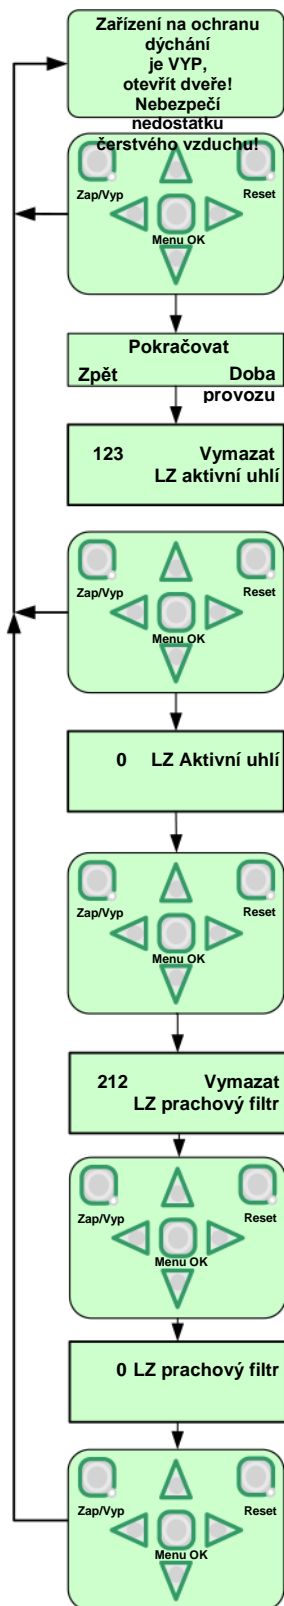 Zařízení na ochranu
dýchání
je VYP,
otevřít dveře!
Nebezpečí
nedostatku
čerstvého vzduchu!
Zap/Vyp Reset
Menu OK
Pokračovat
Zpět Doba
provozu
123 Vymazat
LZ aktivní uhlí
Zap/Vyp Reset
Menu OK
0 LZ Aktivní uhlí
Zap/Vyp Reset
Menu OK
212 Vymazat
LZ prachový filtr
Zap/Vyp Reset
Menu OK
0 LZ prachový filtr
Zap/Vyp Reset
Menu OK